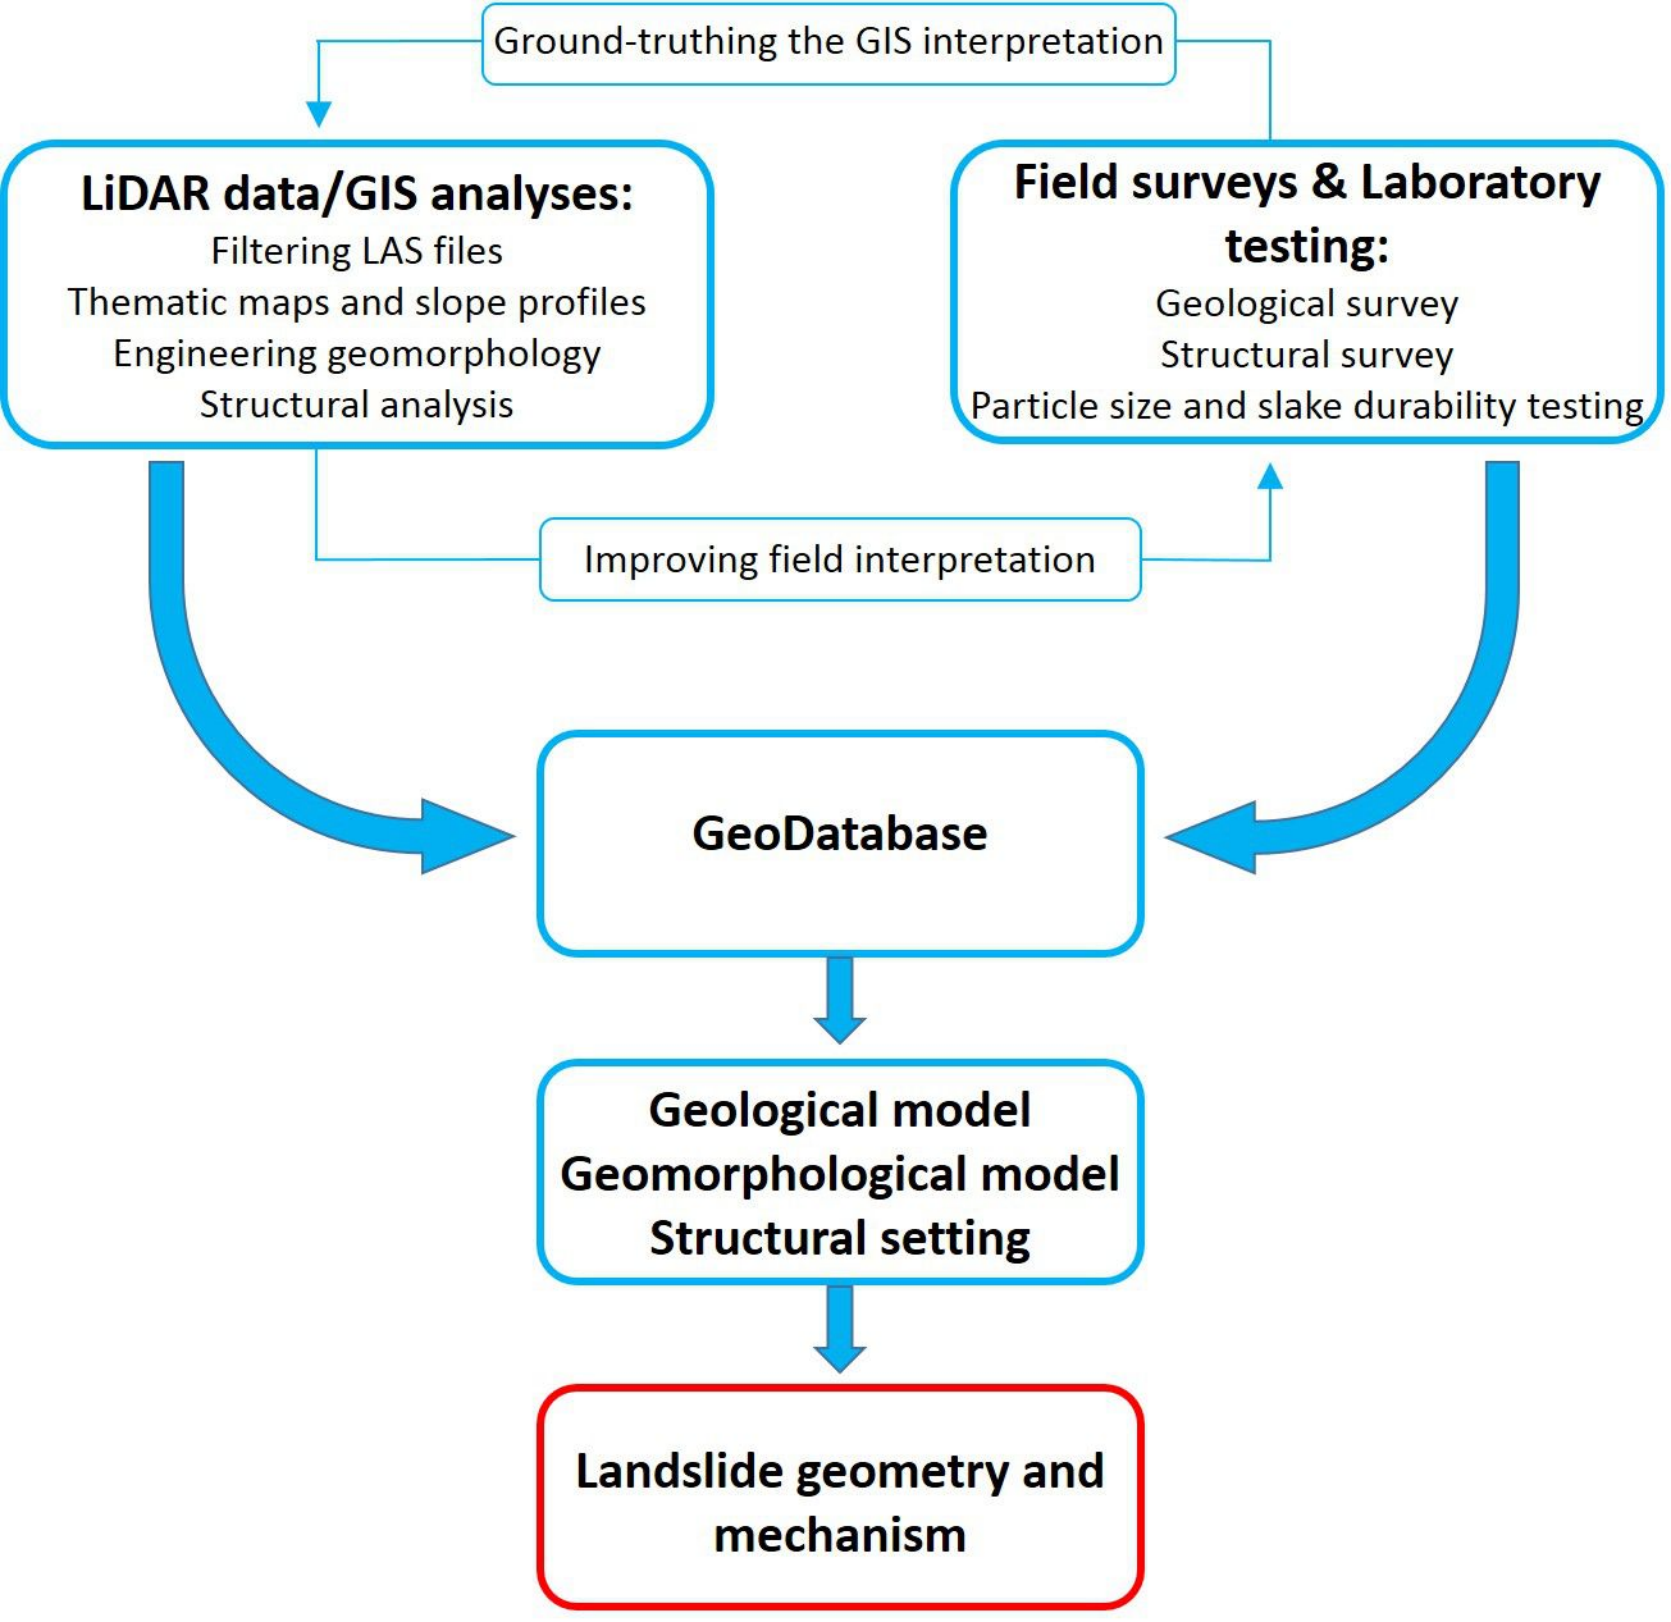 Ground-truthing the GIS interpretation
LiDAR data/GIS analyses:
Filtering LAS files
Thematic maps and slope profiles
Engineering geomorphology
Structural analysis
Field surveys & Laboratory
testing:
Geological survey
Structural survey
Particle size and slake durability testing
Improving field interpretation
GeoDatabase
Geological model
Geomorphological model
Structural setting
Landslide geometry and
mechanism